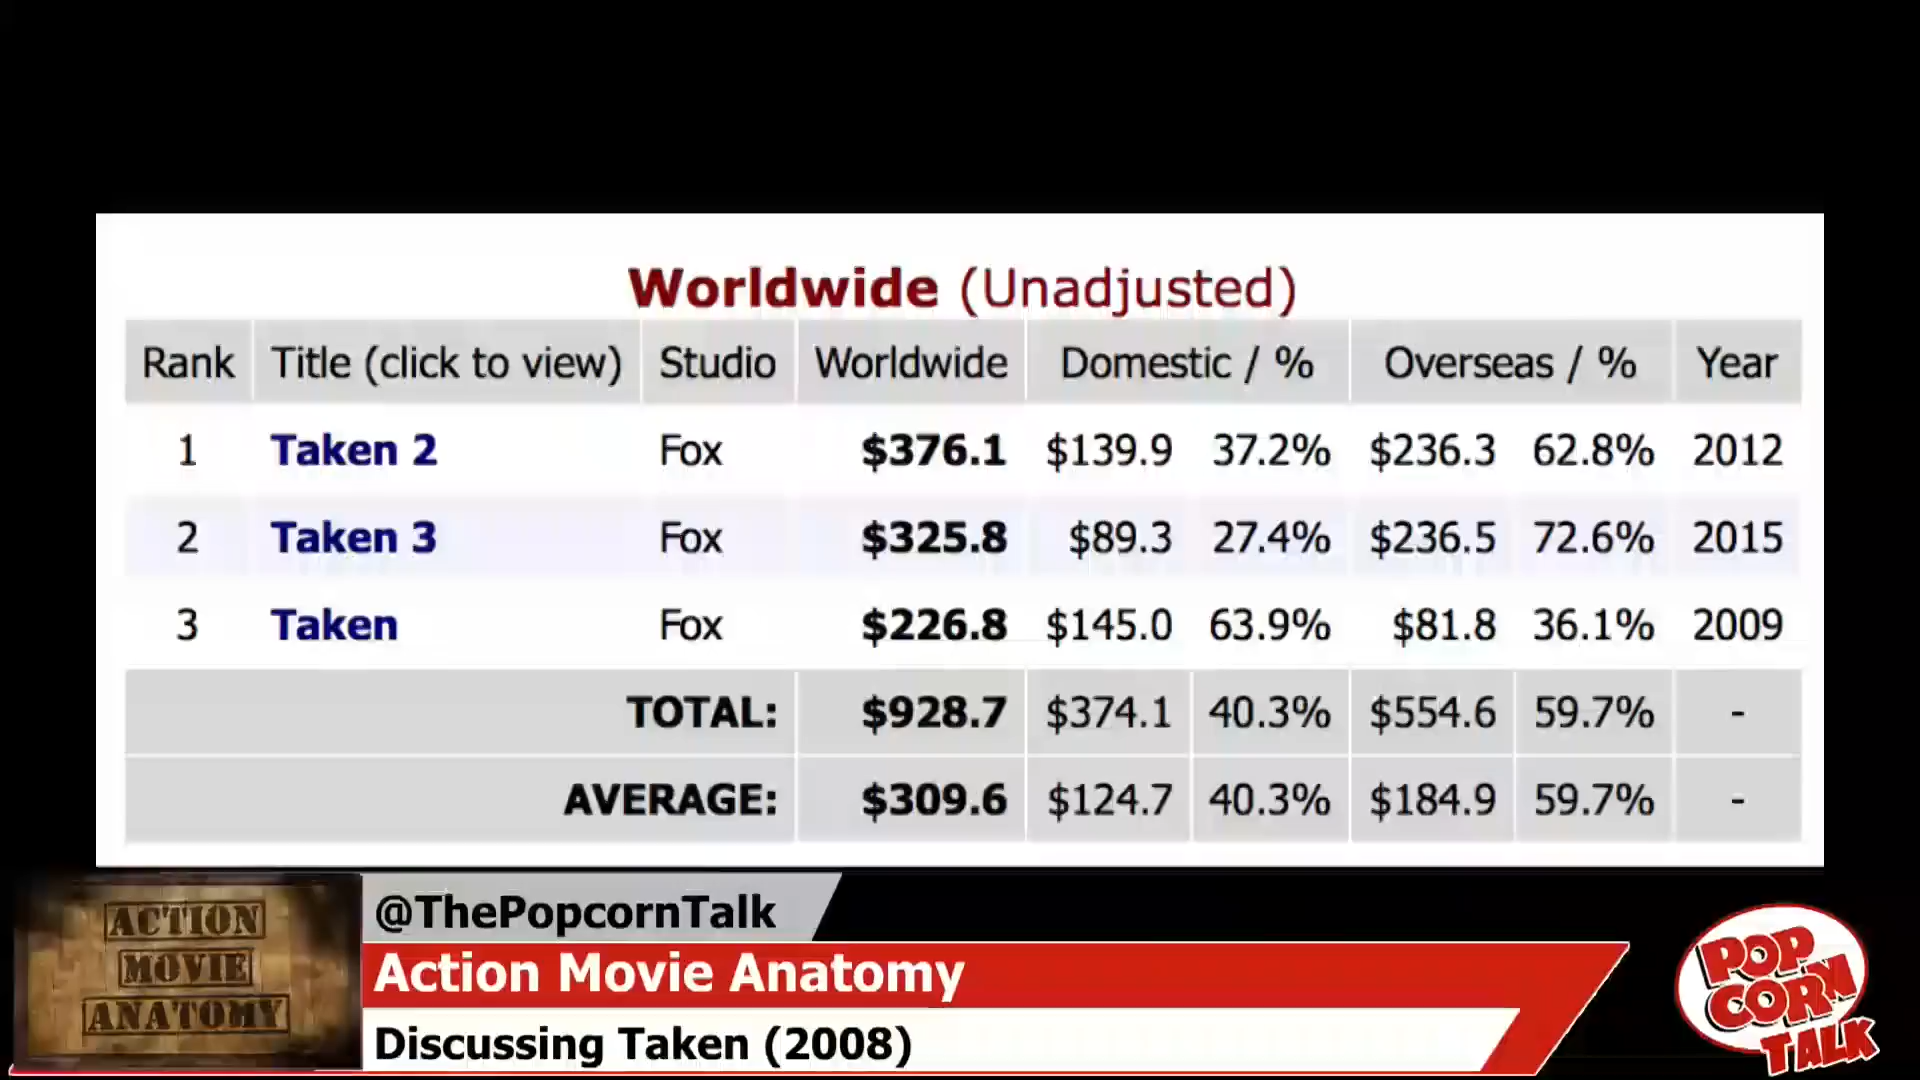 Worldwide (Unadjusted)
Rank Title (click to view) Studio Worldwide Domestic / % Overseas / % Year
1 Taken 2 Fox $376.1 $139.9 37.2% $236.3 62.8% 2012
2 Taken 3 Fox $325.8 $89.3 27.4% $236.5 72.6% 2015
3 Taken Fox $226.8 $145.0 63.9% $81.8 36.1% 2009
TOTAL: $928.7 $374.1 40.3% $554.6 59.7% -
AVERAGE: $309.6 $124.7 40.3% $184.9 59.7% -
ACTION
MOVIE
ANATOMY
@ThePopcornTalk
Action Movie Anatomy
Discussing Taken (2008)
POP
CORN
TALK